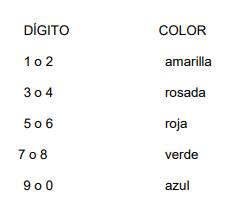 DÍGITO COLOR
1 o 2 amarilla
3 o 4 rosada
5 o 6 roja
7 o 8 verde
9 o 0 azul